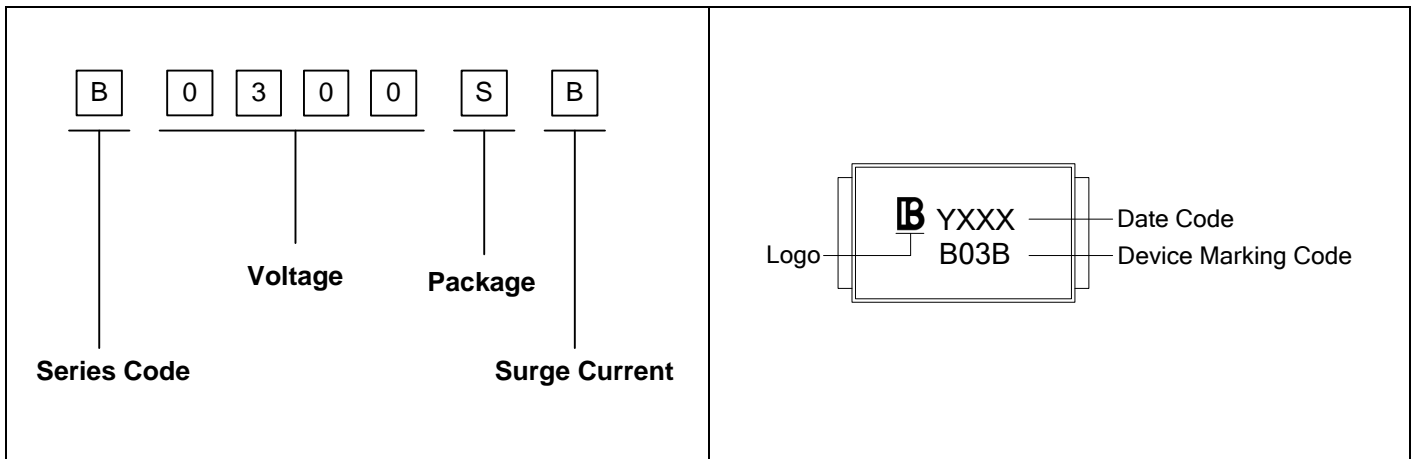 B 0 3 0 0 S B
Voltage
Package
Series Code
Surge Current
B YXXX
Date Code
Logo
B03B
Device Marking Code